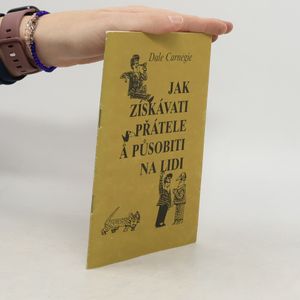 Dale Carnegie
JAK
ZÍSKÁVATI
PŘÁTELE
A PŮSOBITI
NA LIDI